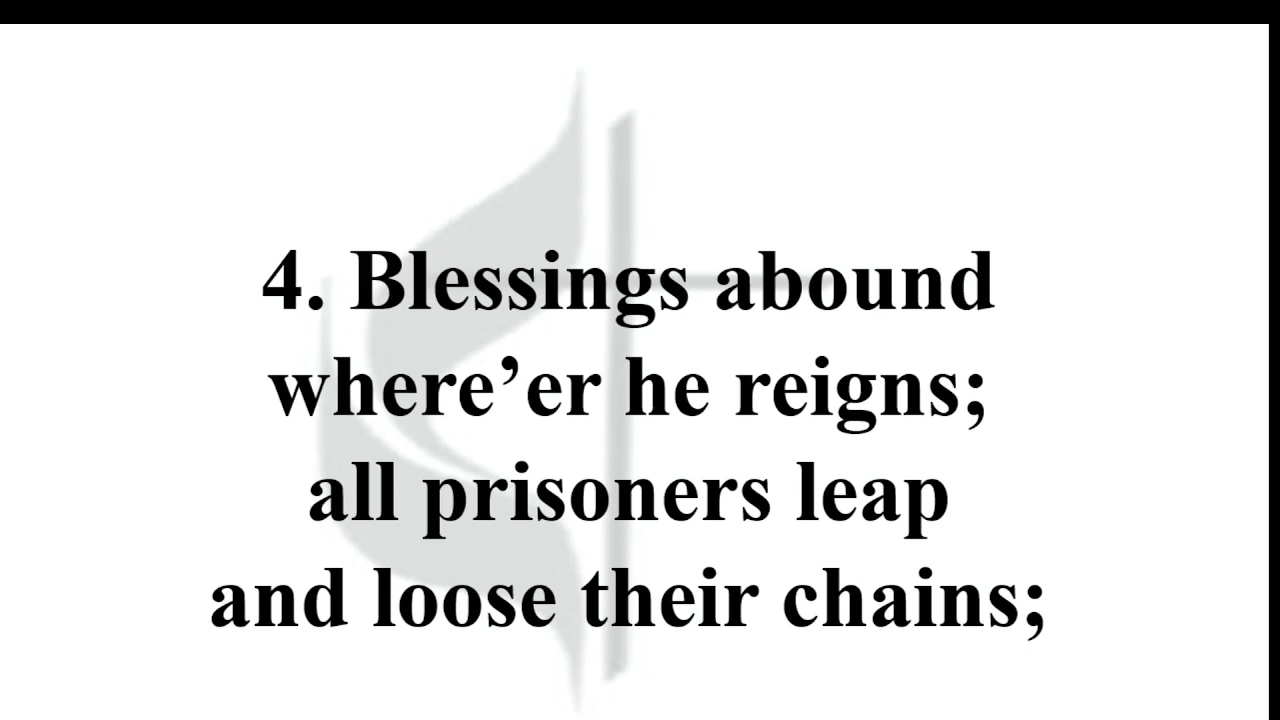 4. Blessings abound
where’er he reigns;
all prisoners leap
and loose their chains;